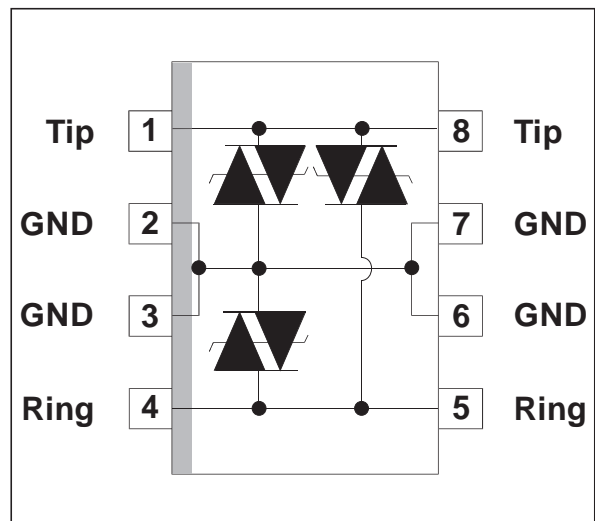 Tip 1 8 Tip
GND 2 7 GND
GND 3 6 GND
Ring 4 5 Ring